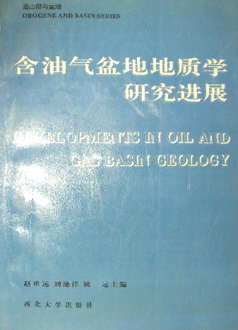 造山带与盆地
OROGENE AND BASIN SERIES
含油气盆地地质学
研究进展
DEVELOPMENTS IN OIL AND
GAS BASIN GEOLOGY
赵重远 刘池洋 姚 远主编
西北大学出版社